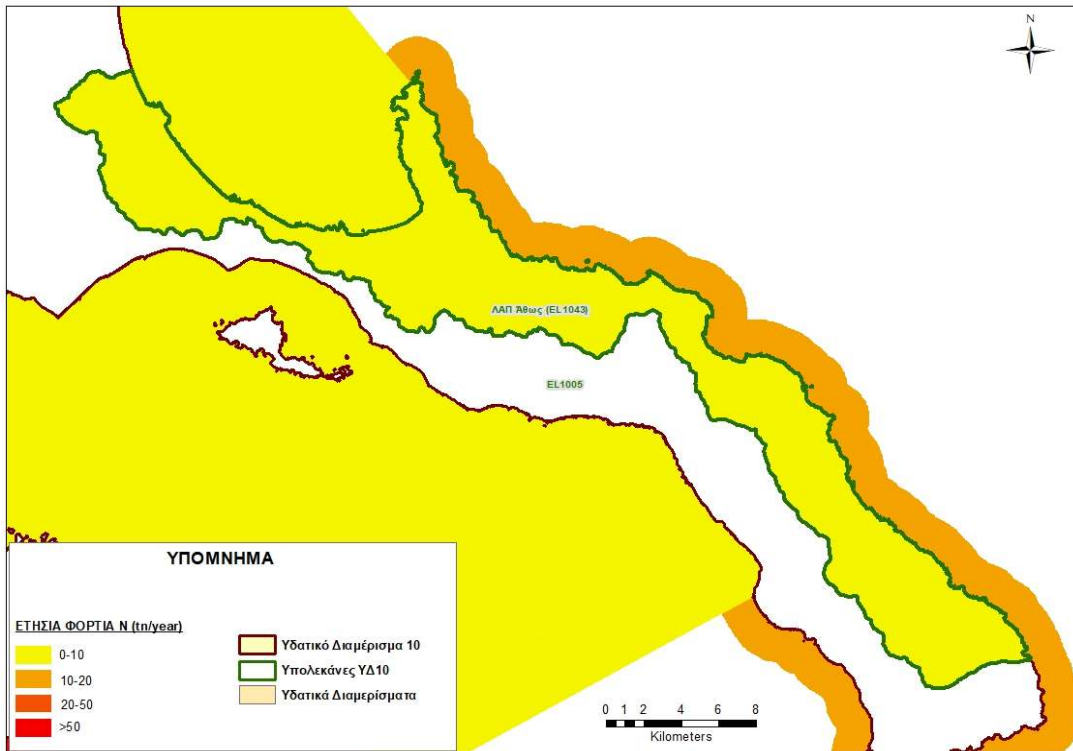 N
ΛΑΠ Άθως (EL1043)
EL1005
ΥΠΟΜΝΗΜΑ
ΕΤΗΣΙΑ ΦΟΡΤΙΑ Ν (tn/year)
0-10
10-20
20-50
>50
Υδατικό Διαμέρισμα 10
Υπολεκάνες ΥΔ10
Υδατικά Διαμερίσματα
0 1 2 4 6 8
Kilometers